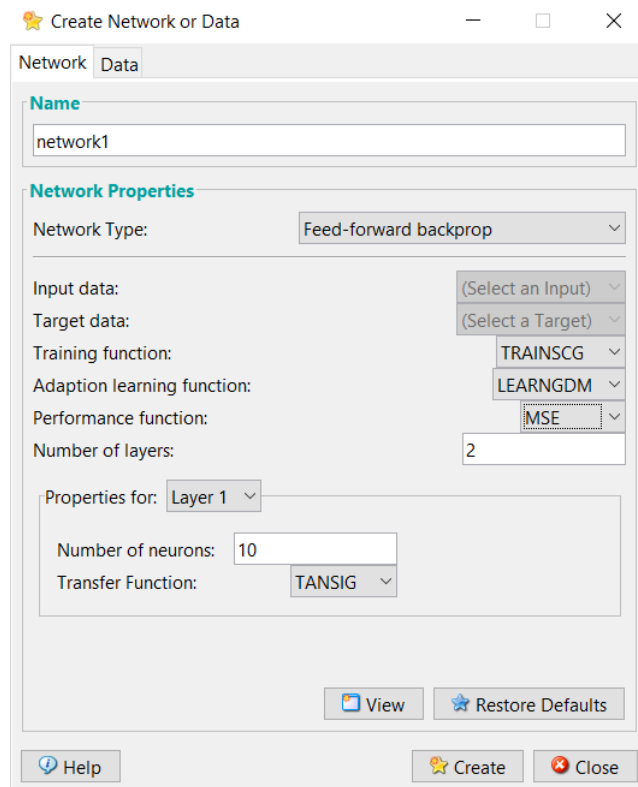 Create Network or Data
Network Data
Name
network1
Network Properties
Network Type: Feed-forward backprop
Input data: (Select an Input)
Target data: (Select a Target)
Training function: TRAINSCG
Adaption learning function: LEARNGDM
Performance function: MSE
Number of layers: 2
Properties for: Layer 1
Number of neurons: 10
Transfer Function: TANSIG
View Restore Defaults
Help Create Close